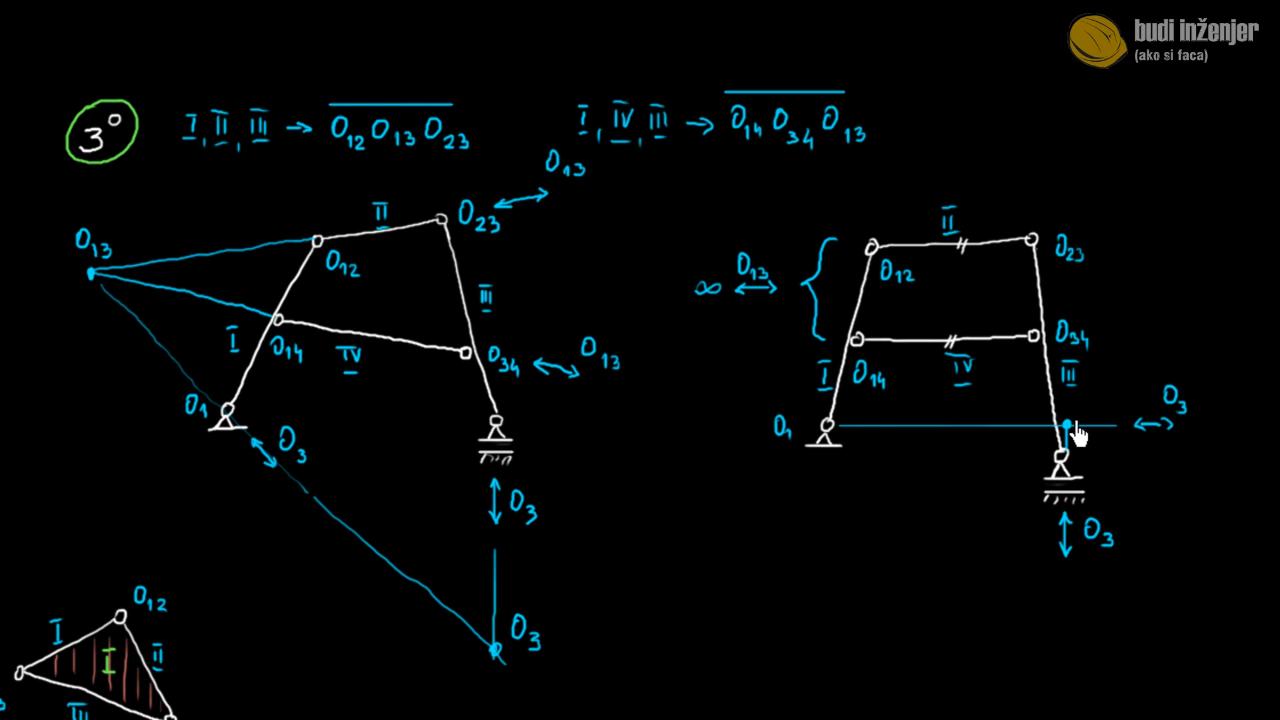 budi inženjer
(ako si faca)
3°
I, II, III → O₁₂ O₁₃ O₂₃
I, IV, III → O₁₄ O₃₄ O₁₃
O₁₃
II
O₂₃
O₁₃
O₁₂
III
I
O₁₄
IV
O₃₄
O₁₃
O₁
O₃
O₃
O₃
II
O₂₃
∞ O₁₃
O₁₂
O₃₄
I
O₁₄
IV
III
O₁
O₃
O₃
O₁₂
I
I
II
III